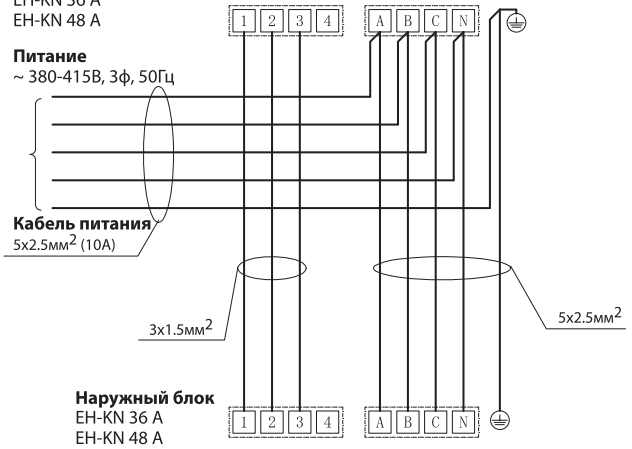 EH-KN 36 A
EH-KN 48 A
1 2 3 4 A B C N
Питание
~ 380-415В, 3ф, 50Гц
Кабель питания
5x2.5мм² (10А)
3x1.5мм²
5x2.5мм²
Наружный блок
EH-KN 36 A
EH-KN 48 A
1 2 3 4 A B C N